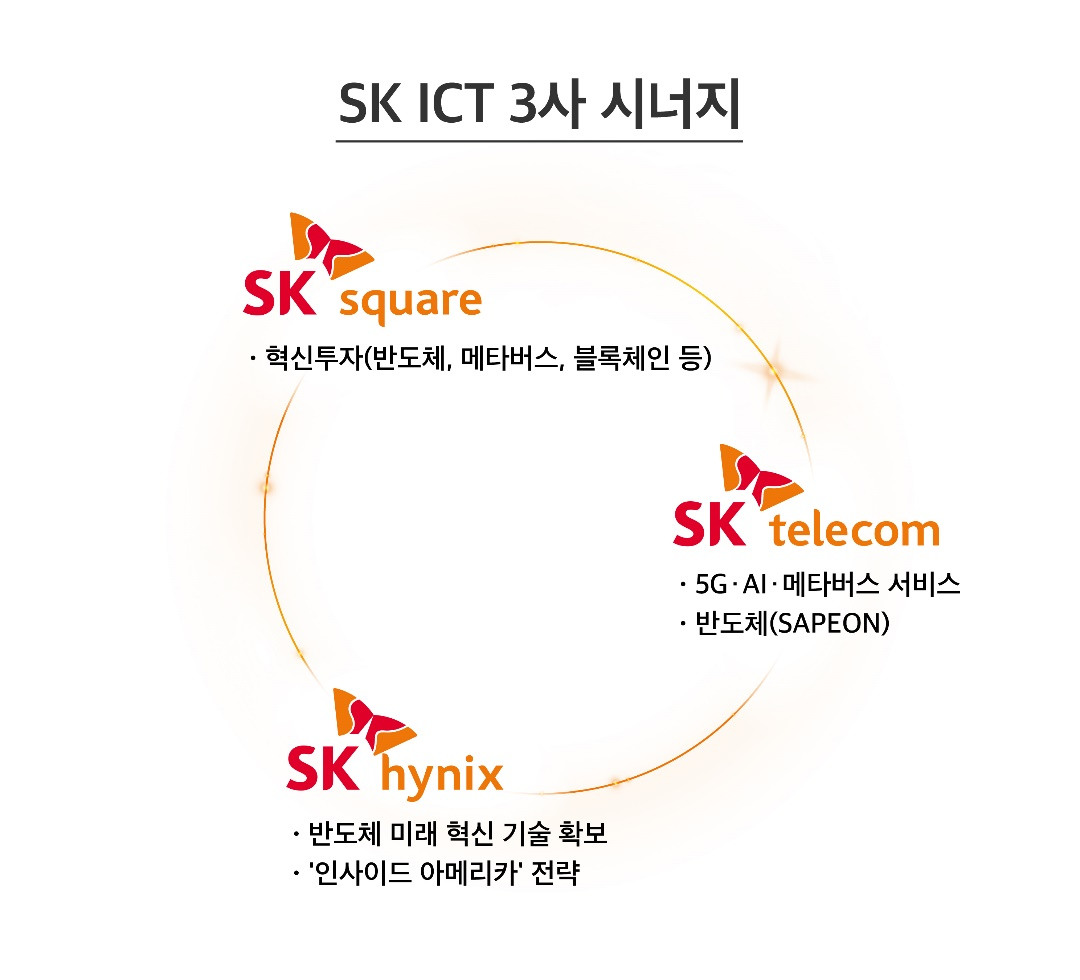 SK ICT 3사 시너지
SK square
· 혁신투자(반도체, 메타버스, 블록체인 등)
SK telecom
· 5G·AI·메타버스 서비스
· 반도체(SAPEON)
SK hynix
· 반도체 미래 혁신 기술 확보
· '인사이드 아메리카' 전략